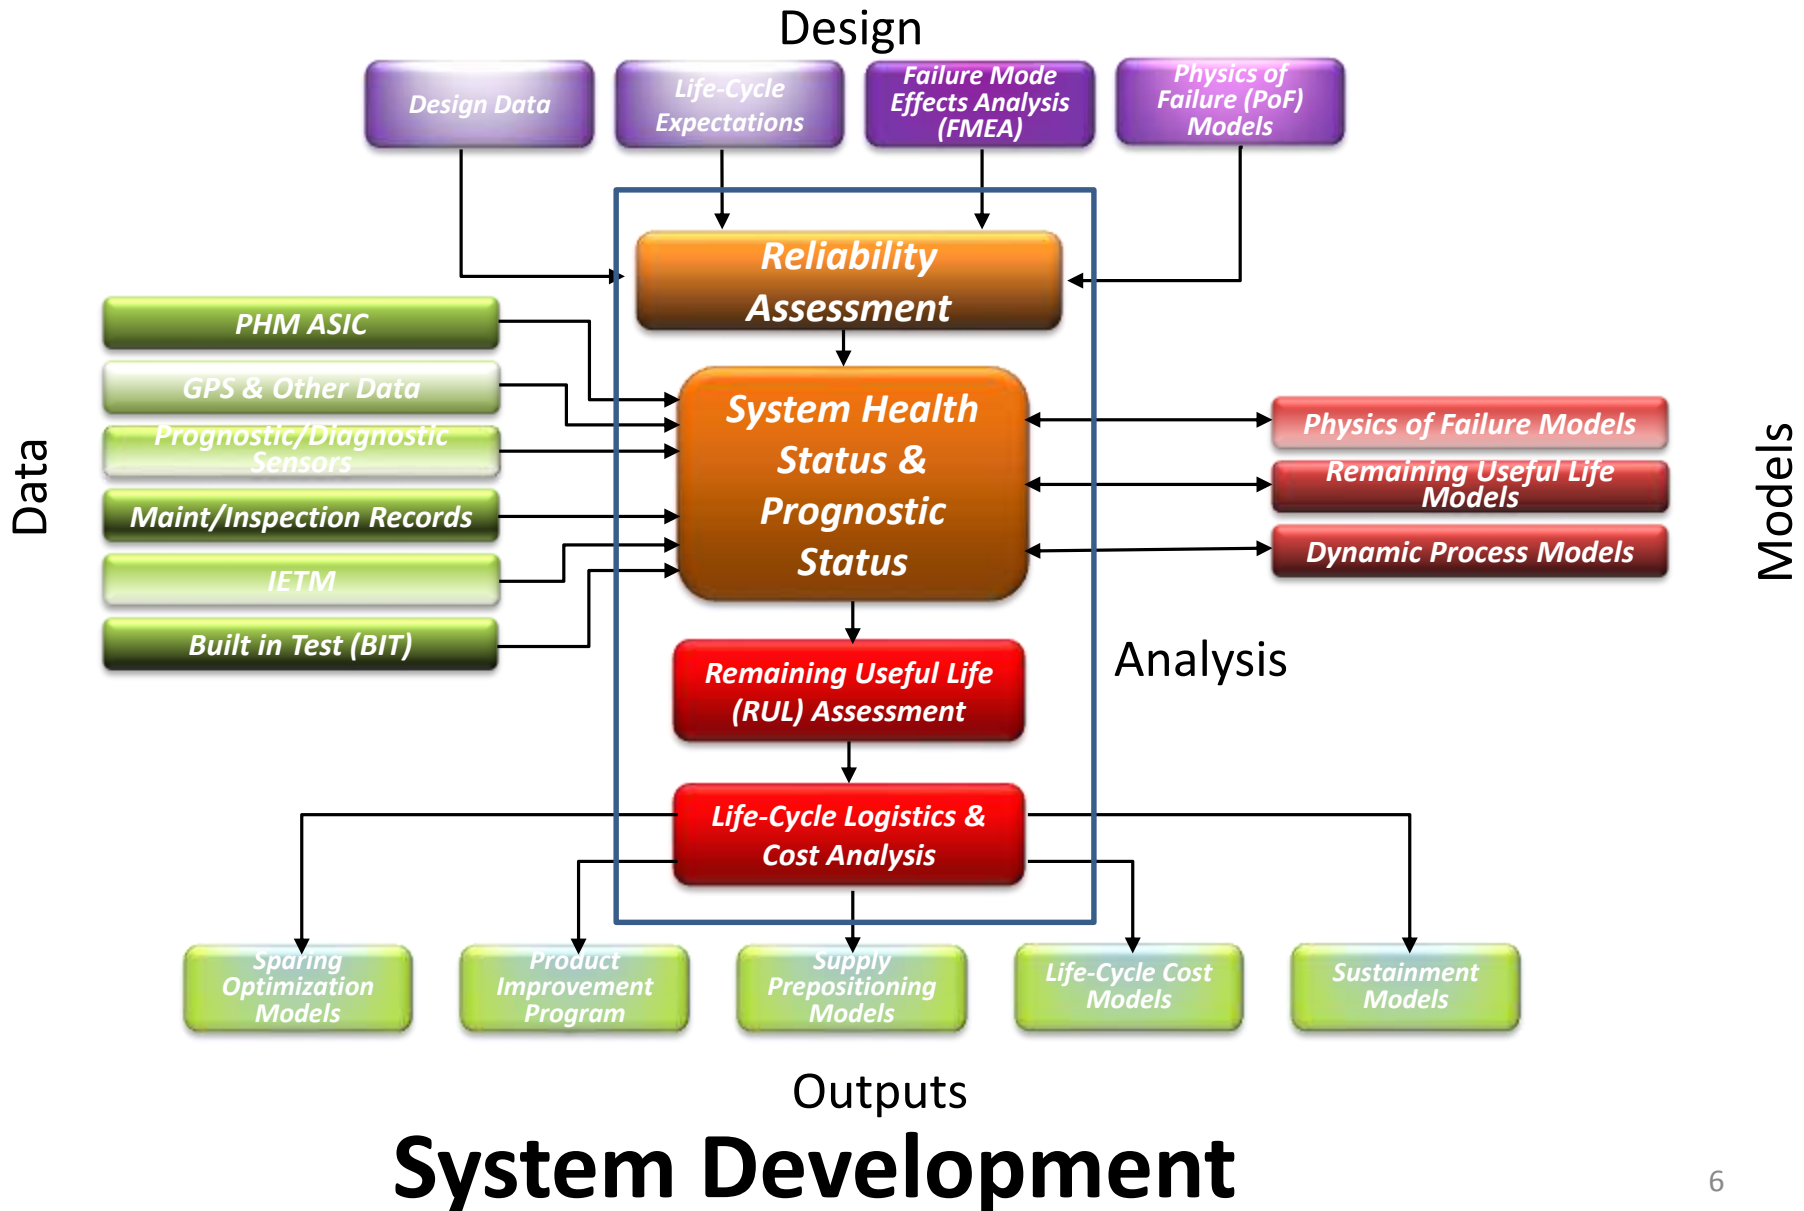 Design
Design Data
Life-Cycle
Expectations
Failure Mode
Effects Analysis
(FMEA)
Physics of
Failure (PoF)
Models
Reliability
Assessment
Data
PHM ASIC
GPS & Other Data
Prognostic/Diagnostic
Sensors
Maint/Inspection Records
IETM
Built in Test (BIT)
System Health
Status &
Prognostic
Status
Physics of Failure Models
Remaining Useful Life
Models
Dynamic Process Models
Models
Analysis
Remaining Useful Life
(RUL) Assessment
Life-Cycle Logistics &
Cost Analysis
Sparing
Optimization
Models
Product
Improvement
Program
Supply
Prepositioning
Models
Life-Cycle Cost
Models
Sustainment
Models
Outputs
System Development
6